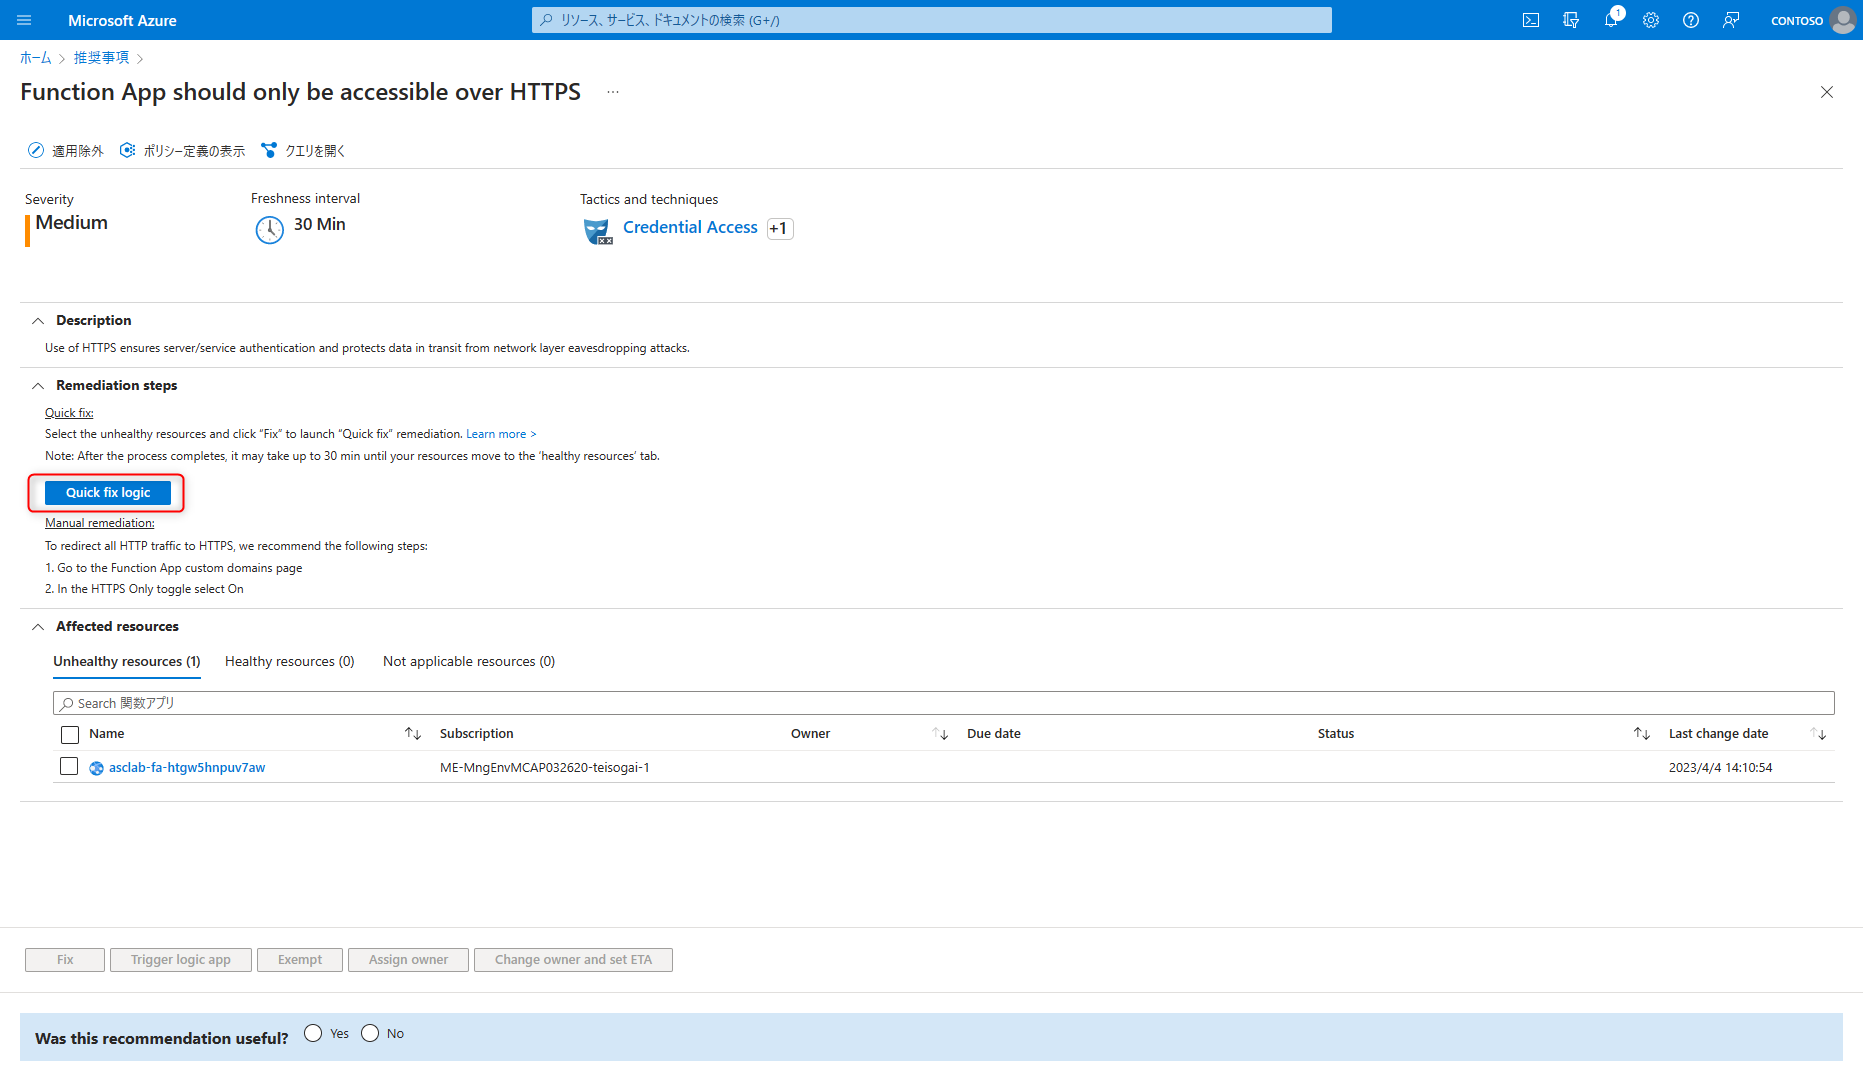 Microsoft Azure
リソース、サービス、ドキュメントの検索 (G+/)
1
CONTOSO
ホーム > 推奨事項 >
Function App should only be accessible over HTTPS ...
適用除外 ポリシー定義の表示 クエリを開く
Severity Freshness interval Tactics and techniques
Medium 30 Min Credential Access +1
Description
Use of HTTPS ensures server/service authentication and protects data in transit from network layer eavesdropping attacks.
Remediation steps
Quick fix:
Select the unhealthy resources and click “Fix” to launch “Quick fix” remediation. Learn more >
Note: After the process completes, it may take up to 30 min until your resources move to the ‘healthy resources’ tab.
Quick fix logic
Manual remediation:
To redirect all HTTP traffic to HTTPS, we recommend the following steps:
1. Go to the Function App custom domains page
2. In the HTTPS Only toggle select On
Affected resources
Unhealthy resources (1) Healthy resources (0) Not applicable resources (0)
Search 関数アプリ
Name Subscription Owner Due date Status Last change date
asclab-fa-htgw5hnpuv7aw ME-MngEnvMCAP032620-teisogai-1 2023/4/4 14:10:54
Fix Trigger logic app Exempt Assign owner Change owner and set ETA
Was this recommendation useful? Yes No